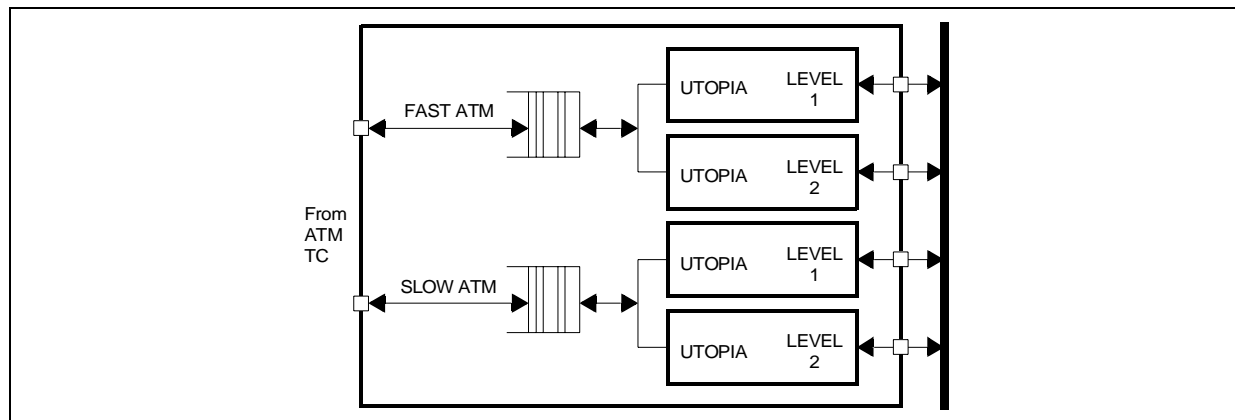 UTOPIA LEVEL
1
FAST ATM
UTOPIA LEVEL
2
From
ATM
TC
UTOPIA LEVEL
1
SLOW ATM
UTOPIA LEVEL
2